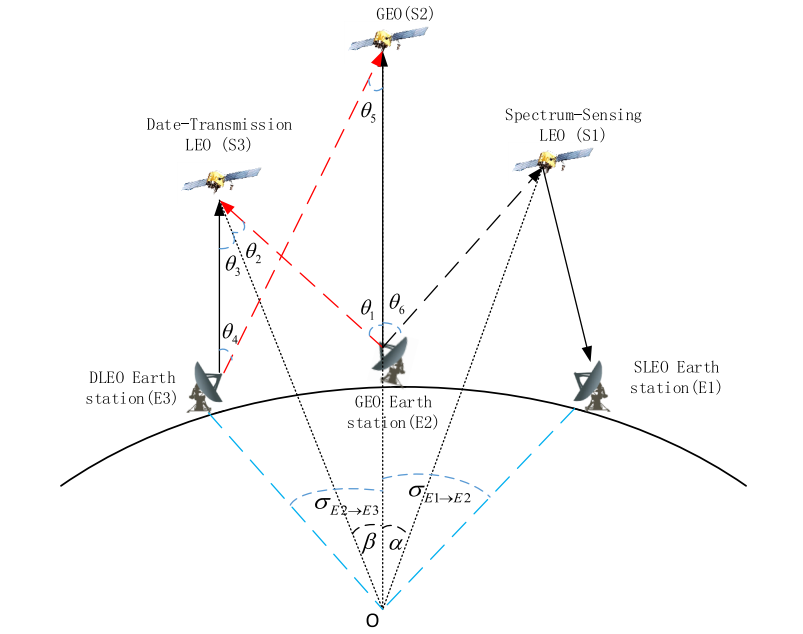 GEO(S2)
Date-Transmission
LEO (S3)
Spectrum-Sensing
LEO (S1)
θ5
θ3
θ2
θ1
θ6
θ4
DLEO Earth
station(E3)
GEO Earth
station(E2)
SLEO Earth
station(E1)
σE2→E3
σE1→E2
β
α
O